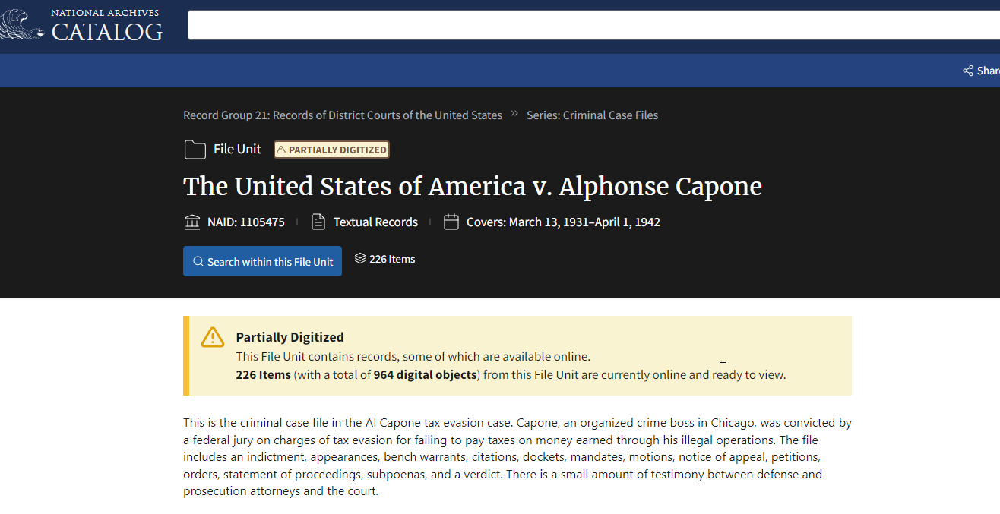 NATIONAL ARCHIVES
CATALOG
Share
Record Group 21: Records of District Courts of the United States » Series: Criminal Case Files
File Unit PARTIALLY DIGITIZED
The United States of America v. Alphonse Capone
NAID: 1105475 Textual Records Covers: March 13, 1931–April 1, 1942
Search within this File Unit 226 Items
Partially Digitized
This File Unit contains records, some of which are available online.
226 Items (with a total of 964 digital objects) from this File Unit are currently online and ready to view.
This is the criminal case file in the Al Capone tax evasion case. Capone, an organized crime boss in Chicago, was convicted by
a federal jury on charges of tax evasion for failing to pay taxes on money earned through his illegal operations. The file
includes an indictment, appearances, bench warrants, citations, dockets, mandates, motions, notice of appeal, petitions,
orders, statement of proceedings, subpoenas, and a verdict. There is a small amount of testimony between defense and
prosecution attorneys and the court.